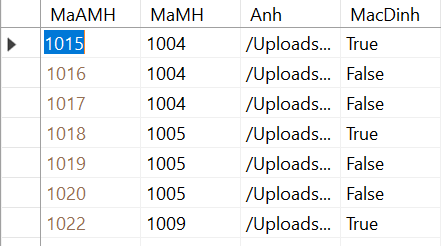 MaAMH MaMH Anh MacDinh
1015 1004 /Uploads... True
1016 1004 /Uploads... False
1017 1004 /Uploads... False
1018 1005 /Uploads... True
1019 1005 /Uploads... False
1020 1005 /Uploads... False
1022 1009 /Uploads... True